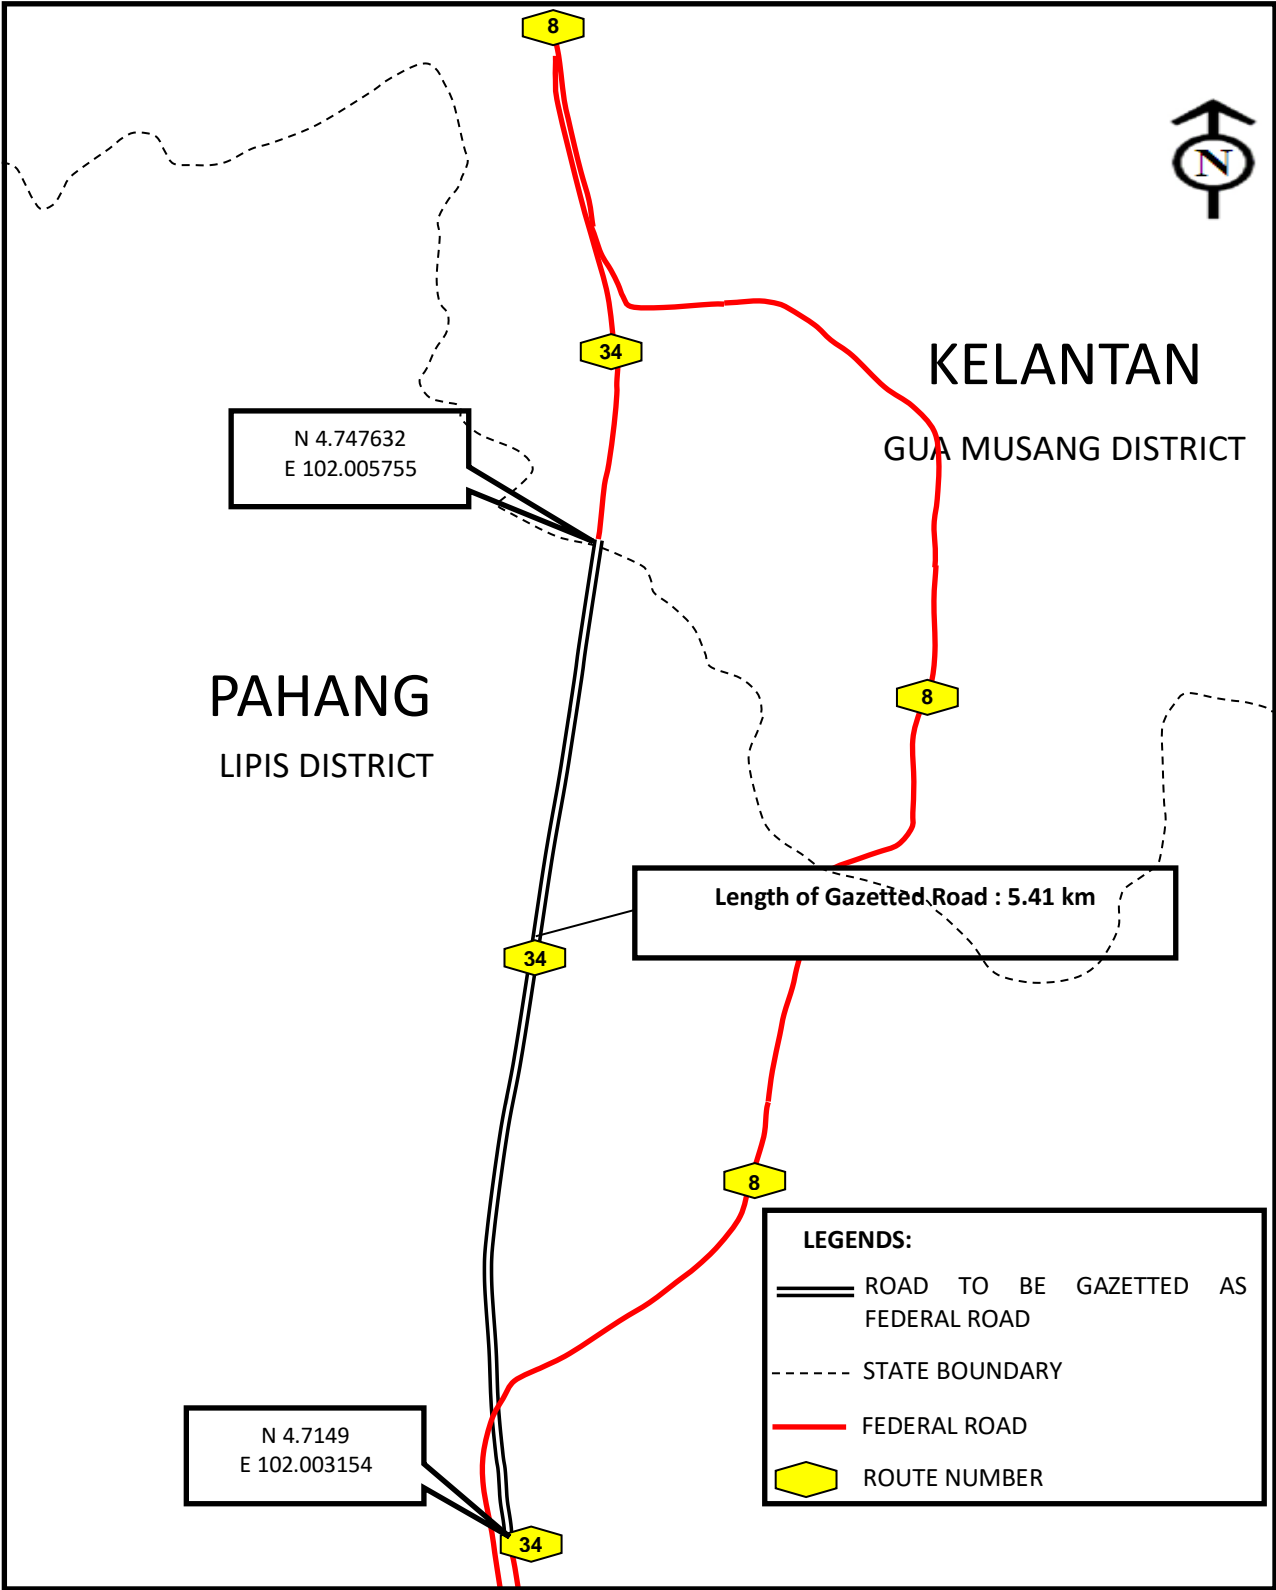 8
N
34
KELANTAN
GUA MUSANG DISTRICT
N 4.747632
E 102.005755
PAHANG
LIPIS DISTRICT
8
Length of Gazetted Road : 5.41 km
34
8
LEGENDS:
ROAD TO BE GAZETTED AS
FEDERAL ROAD
STATE BOUNDARY
FEDERAL ROAD
ROUTE NUMBER
N 4.7149
E 102.003154
34